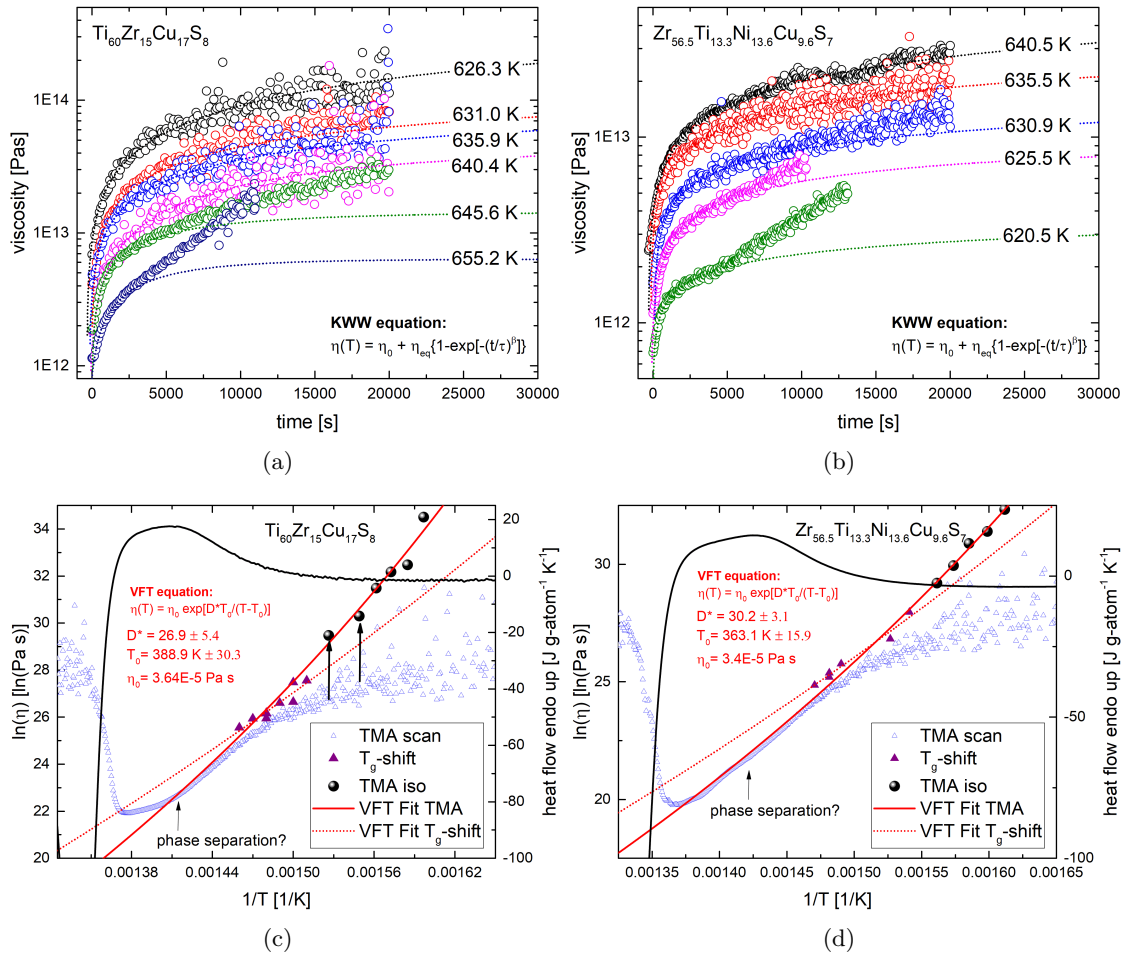 Ti60Zr15Cu17S8
626.3 K
631.0 K
635.9 K
640.4 K
645.6 K
655.2 K
KWW equation:
η(T) = η0 + ηeq{1-exp[-(t/τ)^β]}
viscosity [Pas]
1E14
1E13
1E12
0 5000 10000 15000 20000 25000 30000
time [s]
(a)
Zr56.5Ti13.3Ni13.6Cu9.6S7
640.5 K
635.5 K
630.9 K
625.5 K
620.5 K
KWW equation:
η(T) = η0 + ηeq{1-exp[-(t/τ)^β]}
viscosity [Pas]
1E13
1E12
0 5000 10000 15000 20000 25000 30000
time [s]
(b)
Ti60Zr15Cu17S8
VFT equation:
η(T) = η0 exp[D*T0/(T-T0)]
D* = 26.9 ± 5.4
T0 = 388.9 K ± 30.3
η0 = 3.64E-5 Pa s
phase separation?
TMA scan
Tg-shift
TMA iso
VFT Fit TMA
VFT Fit Tg-shift
ln(η) [ln(Pa s)]
34
32
30
28
26
24
22
20
heat flow endo up [J g-atom⁻¹ K⁻¹]
20
0
-20
-40
-60
-80
-100
0.00138 0.00144 0.00150 0.00156 0.00162
1/T [1/K]
(c)
Zr56.5Ti13.3Ni13.6Cu9.6S7
VFT equation:
η(T) = η0 exp[D*T0/(T-T0)]
D* = 30.2 ± 3.1
T0 = 363.1 K ± 15.9
η0 = 3.4E-5 Pa s
phase separation?
TMA scan
Tg-shift
TMA iso
VFT Fit TMA
VFT Fit Tg-shift
ln(η) [ln(Pa s)]
30
25
20
heat flow endo up [J g-atom⁻¹ K⁻¹]
0
-50
-100
0.00135 0.00140 0.00145 0.00150 0.00155 0.00160 0.00165
1/T [1/K]
(d)